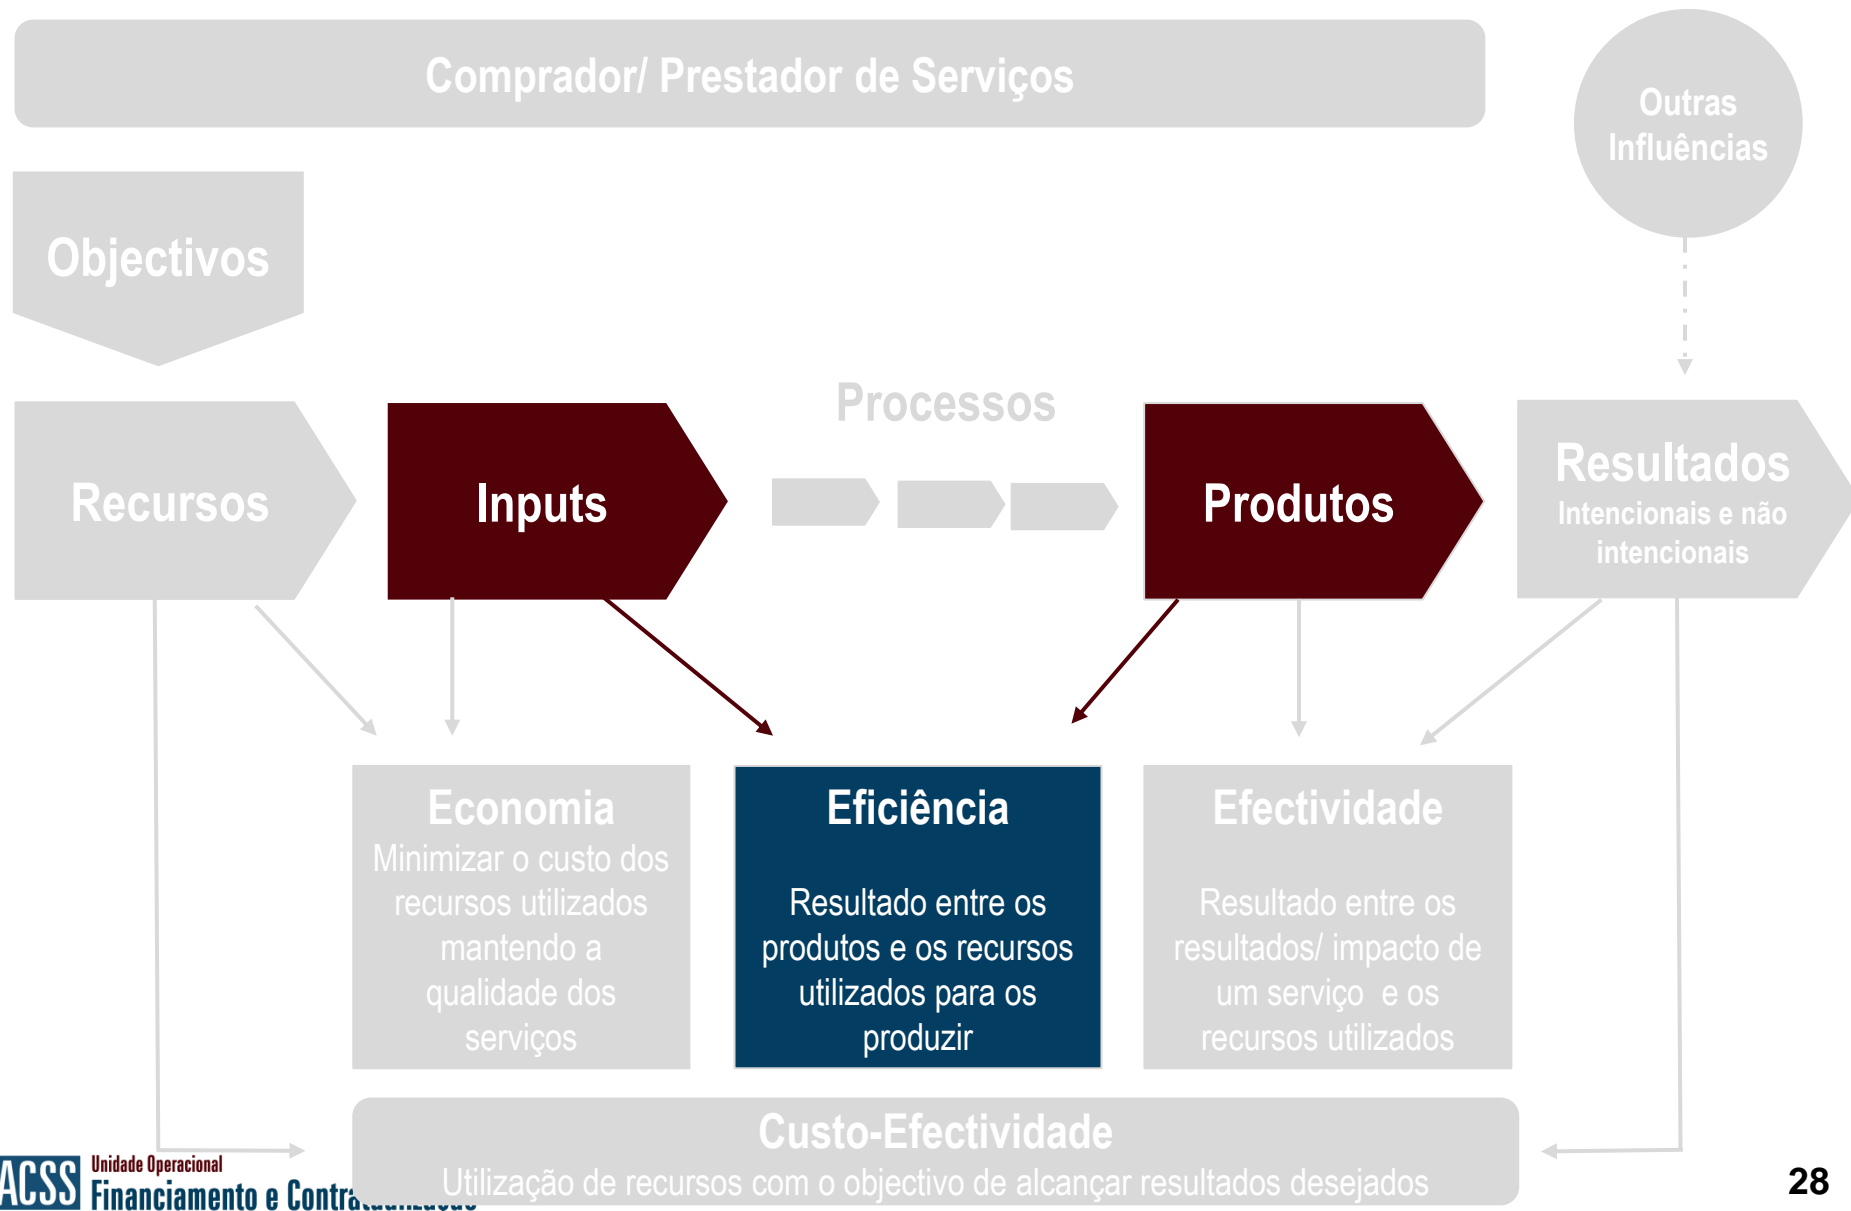 Comprador/ Prestador de Serviços
Outras
Influências
Objectivos
Processos
Recursos
Inputs
Produtos
Resultados
Intencionais e não
intencionais
Economia
Minimizar o custo dos
recursos utilizados
mantendo a
qualidade dos
serviços
Eficiência
Resultado entre os
produtos e os recursos
utilizados para os
produzir
Efectividade
Resultado entre os
resultados/ impacto de
um serviço e os
recursos utilizados
Custo-Efectividade
Utilização de recursos com o objectivo de alcançar resultados desejados
ACSS
Unidade Operacional
Financiamento e
28